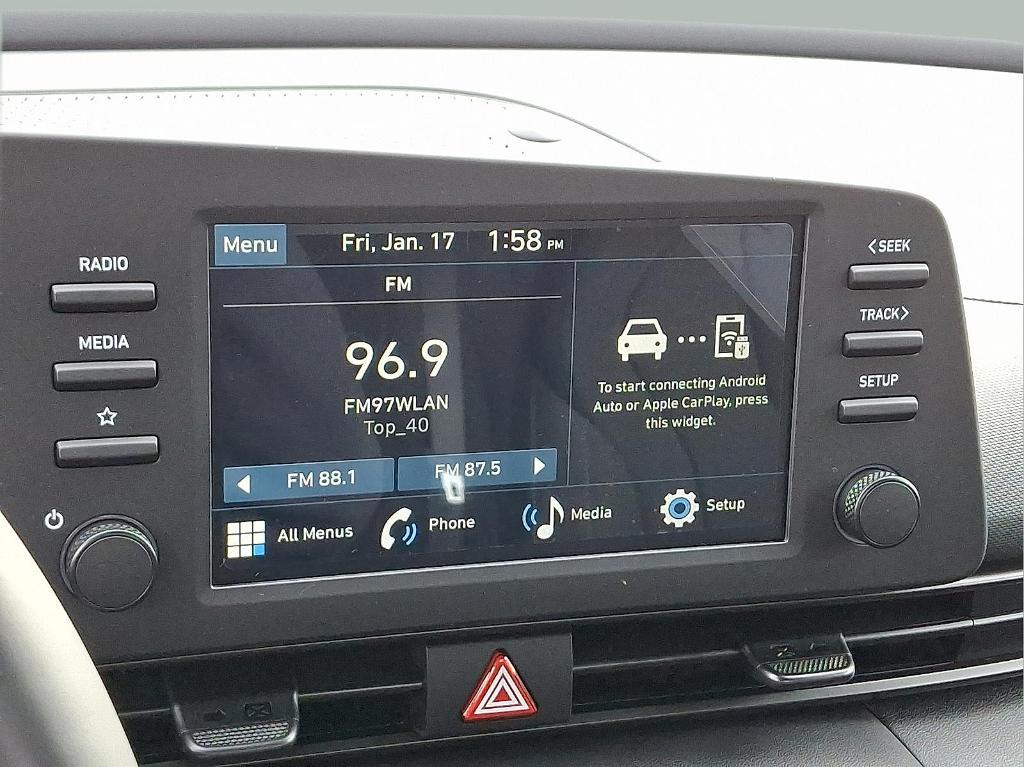 RADIO
MEDIA
Menu
Fri, Jan. 17 1:58 PM
FM
96.9
FM97WLAN
Top_40
FM 88.1
FM 87.5
To start connecting Android
Auto or Apple CarPlay, press
this widget.
All Menus
Phone
Media
Setup
<SEEK
TRACK>
SETUP